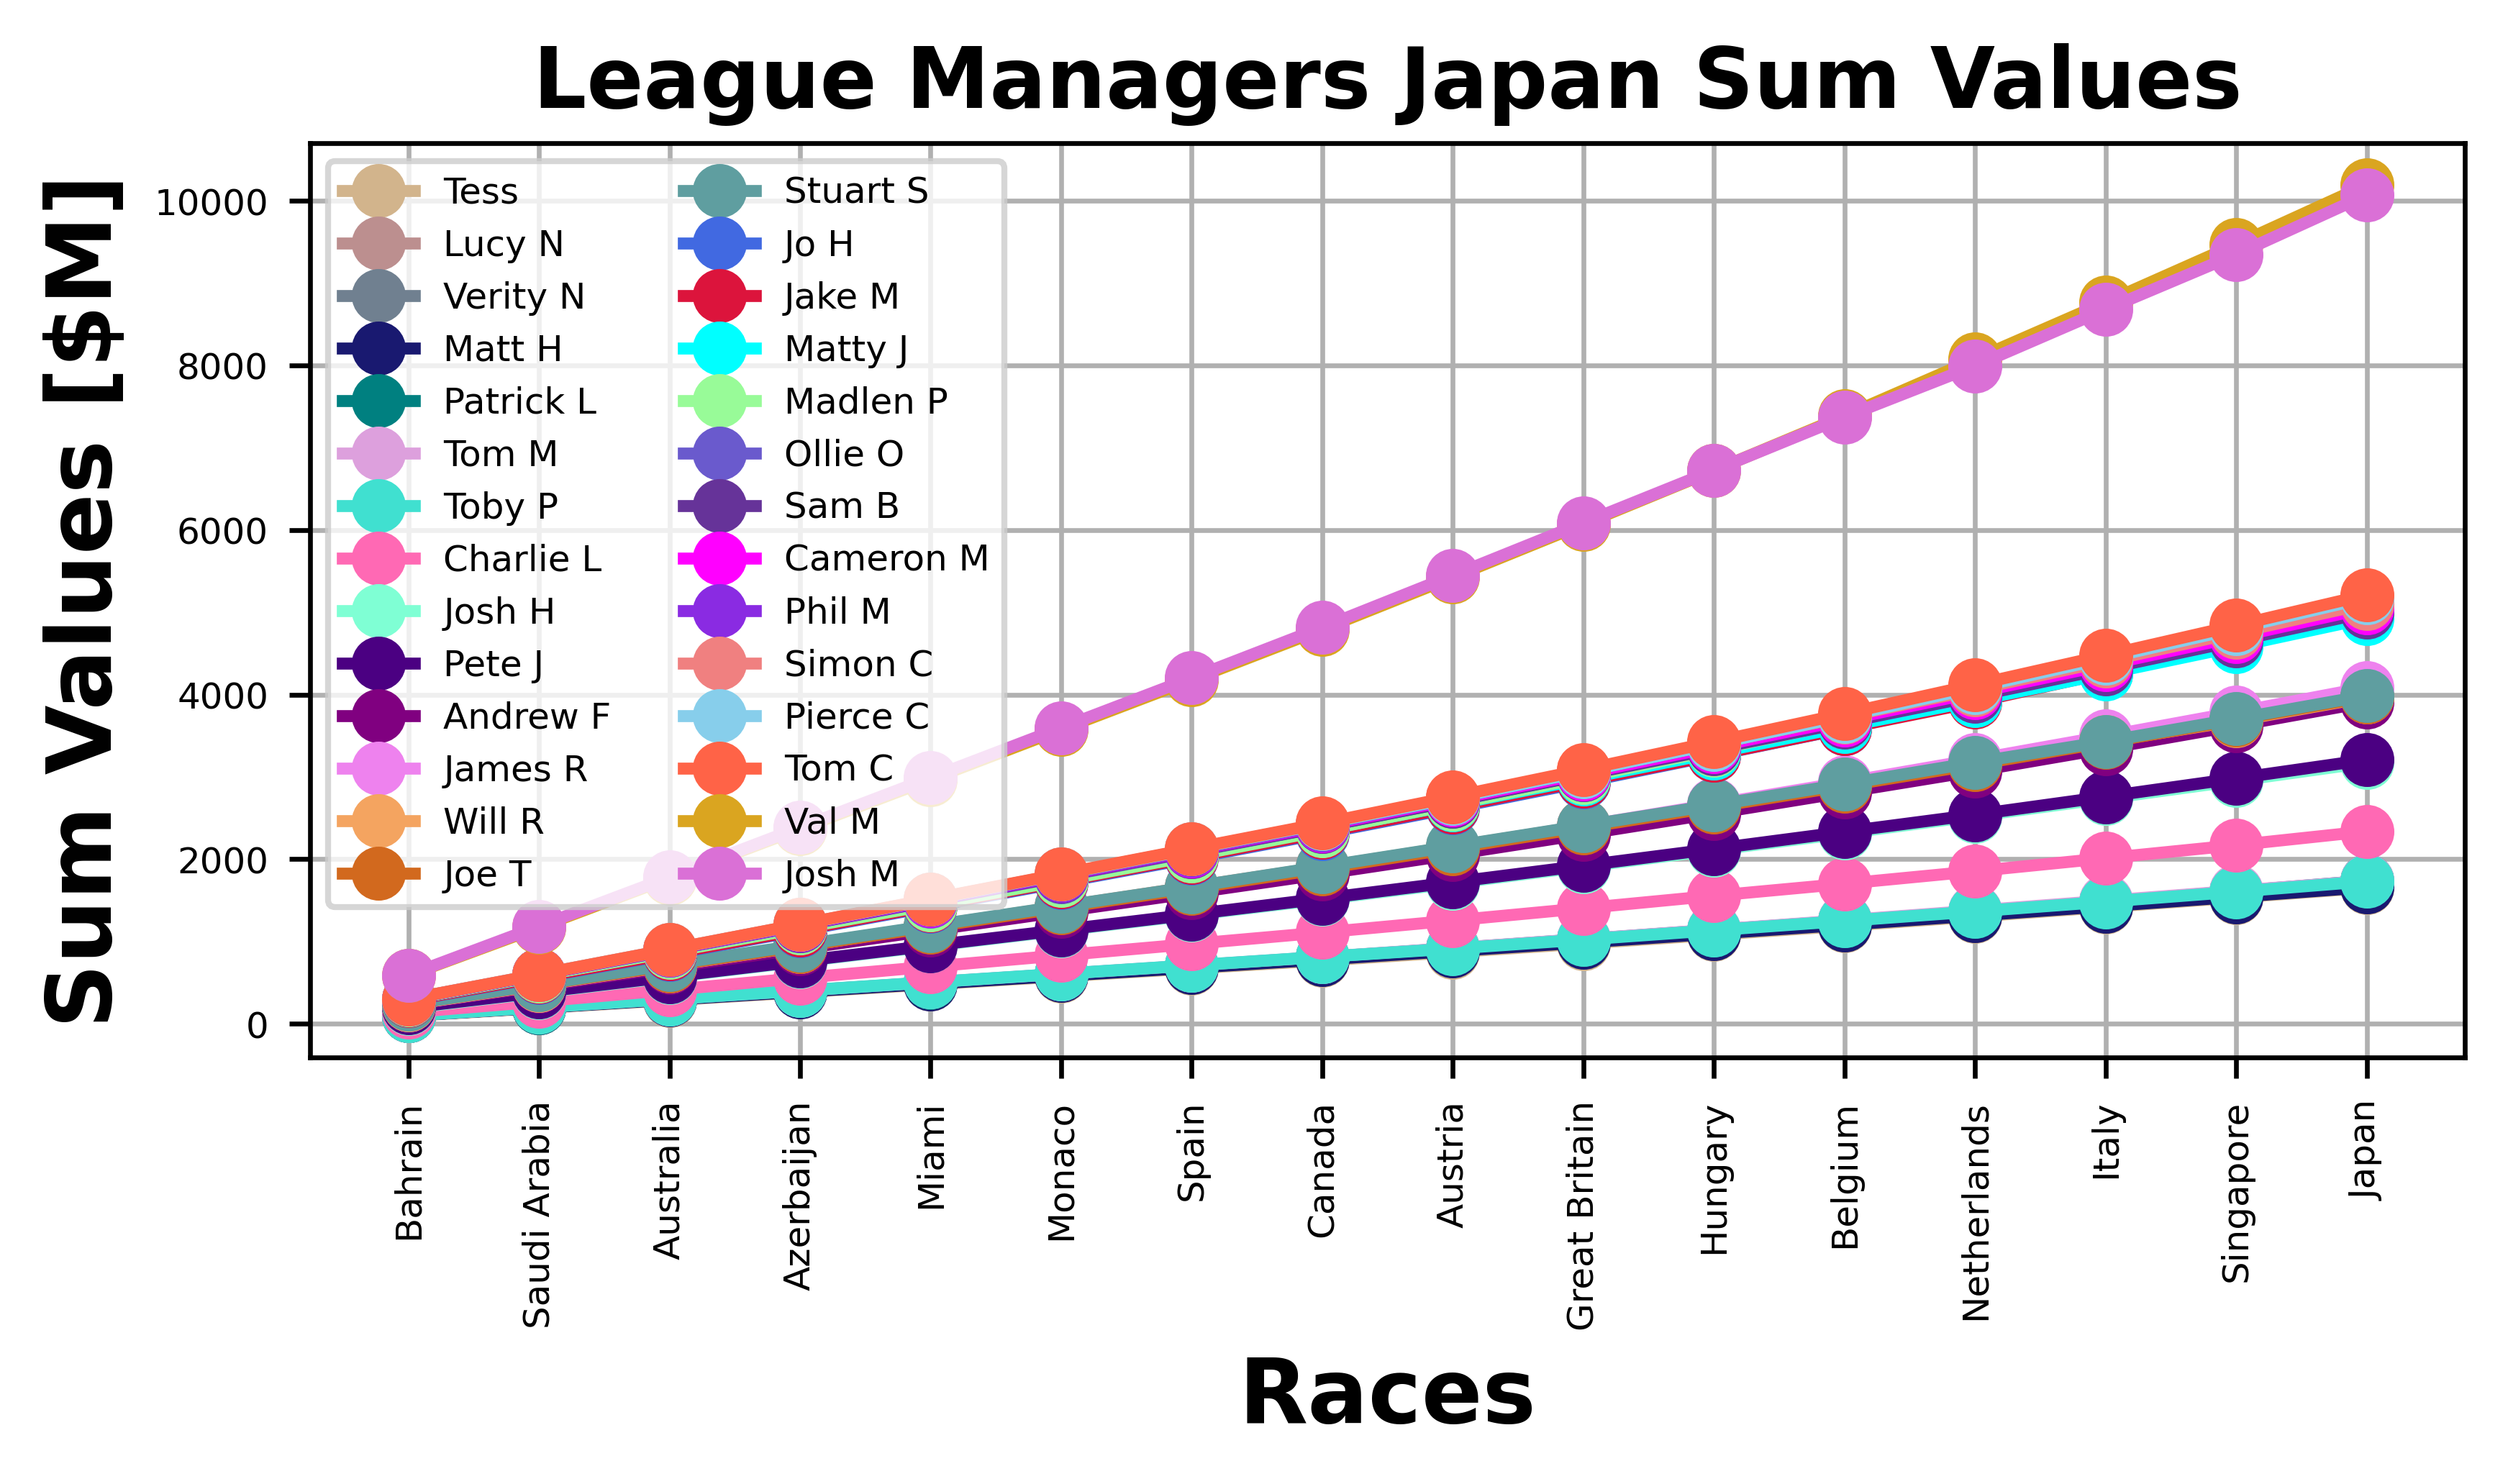 League Managers Japan Sum Values
Sum Values [$M]
10000
8000
6000
4000
2000
0
Tess
Lucy N
Verity N
Matt H
Patrick L
Tom M
Toby P
Charlie L
Josh H
Pete J
Andrew F
James R
Will R
Joe T
Stuart S
Jo H
Jake M
Matty J
Madlen P
Ollie O
Sam B
Cameron M
Phil M
Simon C
Pierce C
Tom C
Val M
Josh M
Bahrain
Saudi Arabia
Australia
Azerbaijan
Miami
Monaco
Spain
Canada
Austria
Great Britain
Hungary
Belgium
Netherlands
Italy
Singapore
Japan
Races